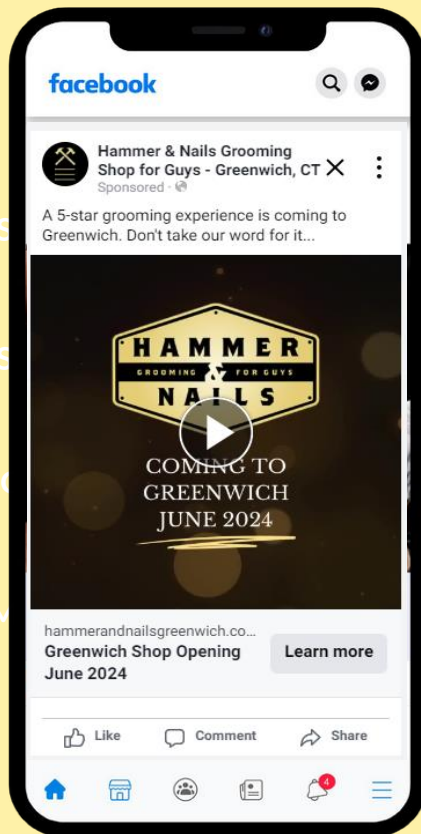 facebook
Hammer & Nails Grooming
Shop for Guys - Greenwich, CT
Sponsored ·
A 5-star grooming experience is coming to
Greenwich. Don't take our word for it...
HAMMER
GROOMING & FOR GUYS
NAILS
COMING TO
GREENWICH
JUNE 2024
hammerandnailsgreenwich.co...
Greenwich Shop Opening
June 2024
Learn more
Like Comment Share
4